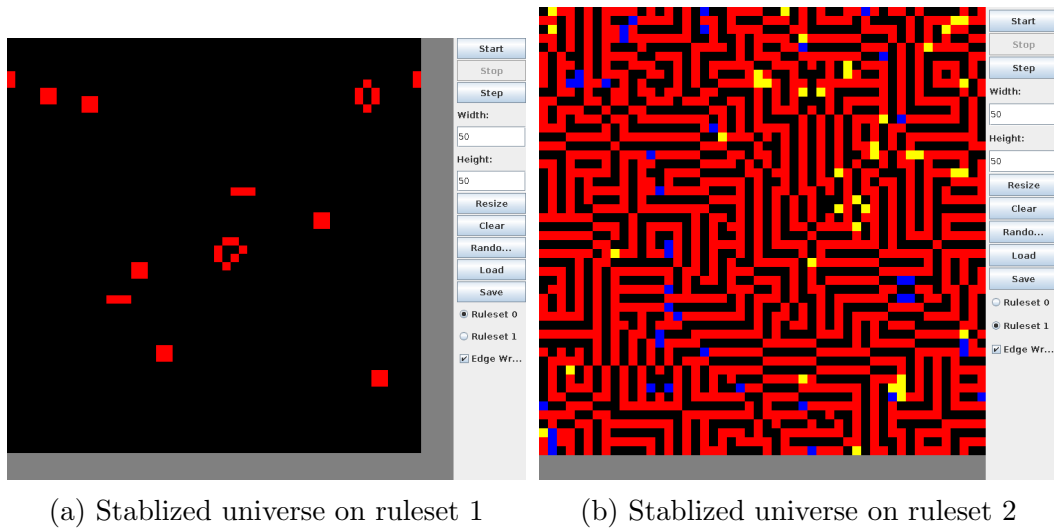 Start
Stop
Step
Width:
50
Height:
50
Resize
Clear
Rando...
Load
Save
Ruleset 0
Ruleset 1
Edge Wr...
Start
Stop
Step
Width:
50
Height:
50
Resize
Clear
Rando...
Load
Save
Ruleset 0
Ruleset 1
Edge Wr...
(a) Stablized universe on ruleset 1
(b) Stablized universe on ruleset 2